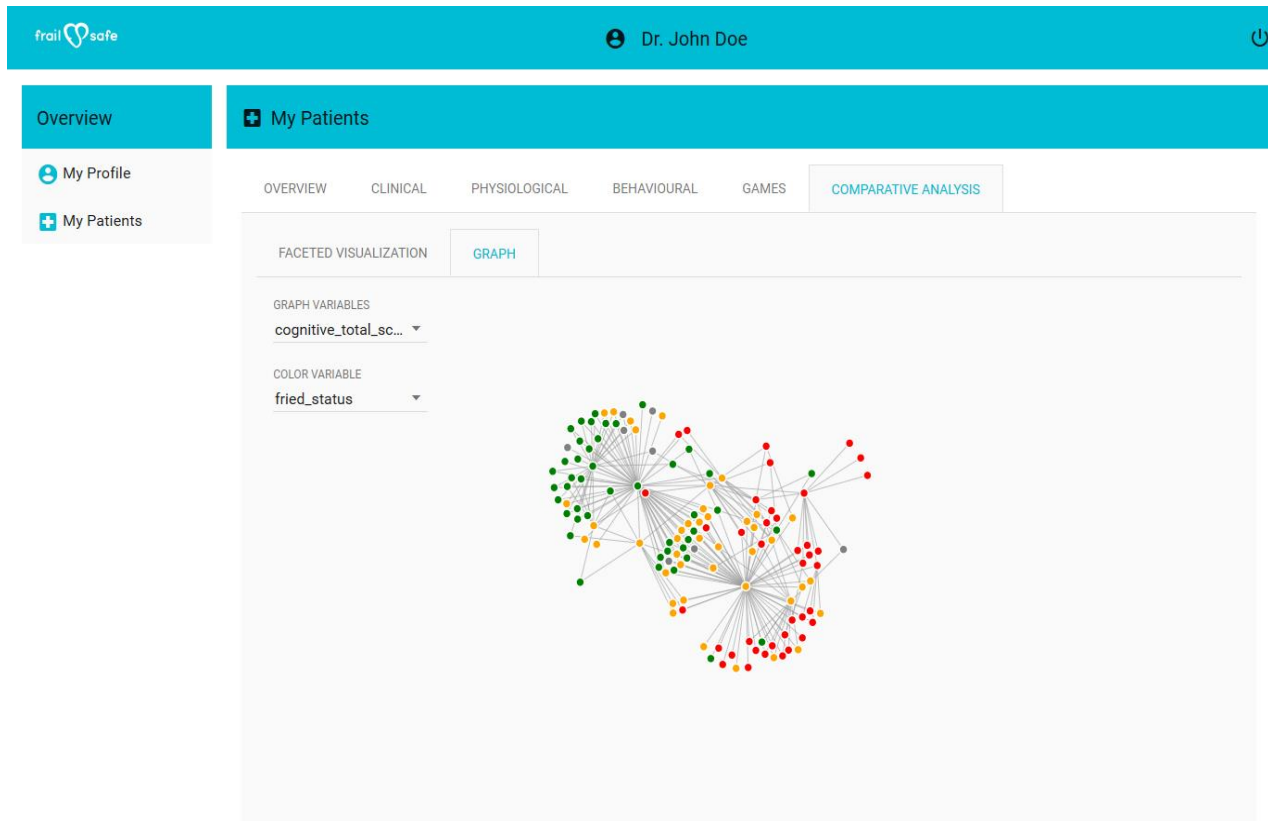 frail safe
Dr. John Doe
Overview
My Patients
My Profile
My Patients
OVERVIEW CLINICAL PHYSIOLOGICAL BEHAVIOURAL GAMES COMPARATIVE ANALYSIS
FACETED VISUALIZATION GRAPH
GRAPH VARIABLES
cognitive_total_sc...
COLOR VARIABLE
fried_status